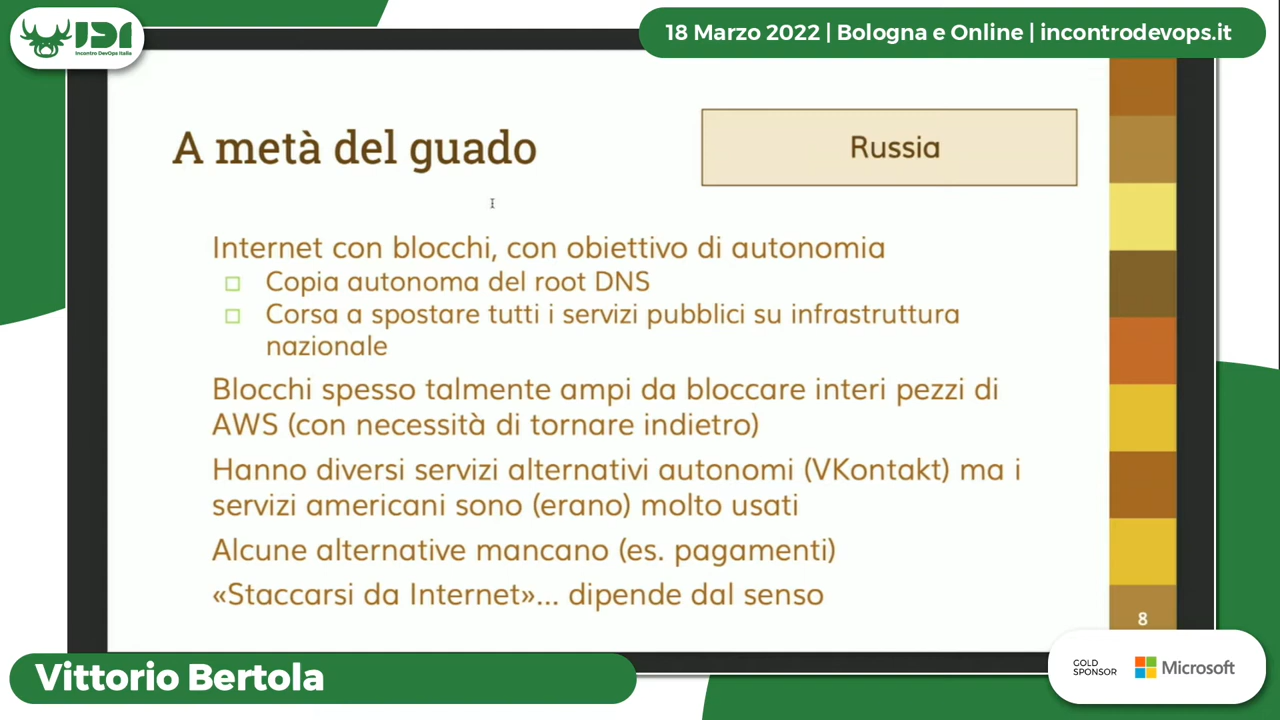 IDI
Incontro DevOps Italia
18 Marzo 2022 | Bologna e Online | incontrodevops.it
A metà del guado
Russia
Internet con blocchi, con obiettivo di autonomia
Copia autonoma del root DNS
Corsa a spostare tutti i servizi pubblici su infrastruttura
nazionale
Blocchi spesso talmente ampi da bloccare interi pezzi di
AWS (con necessità di tornare indietro)
Hanno diversi servizi alternativi autonomi (VKontakt) ma i
servizi americani sono (erano) molto usati
Alcune alternative mancano (es. pagamenti)
«Staccarsi da Internet»... dipende dal senso
8
Vittorio Bertola
GOLD
SPONSOR
Microsoft